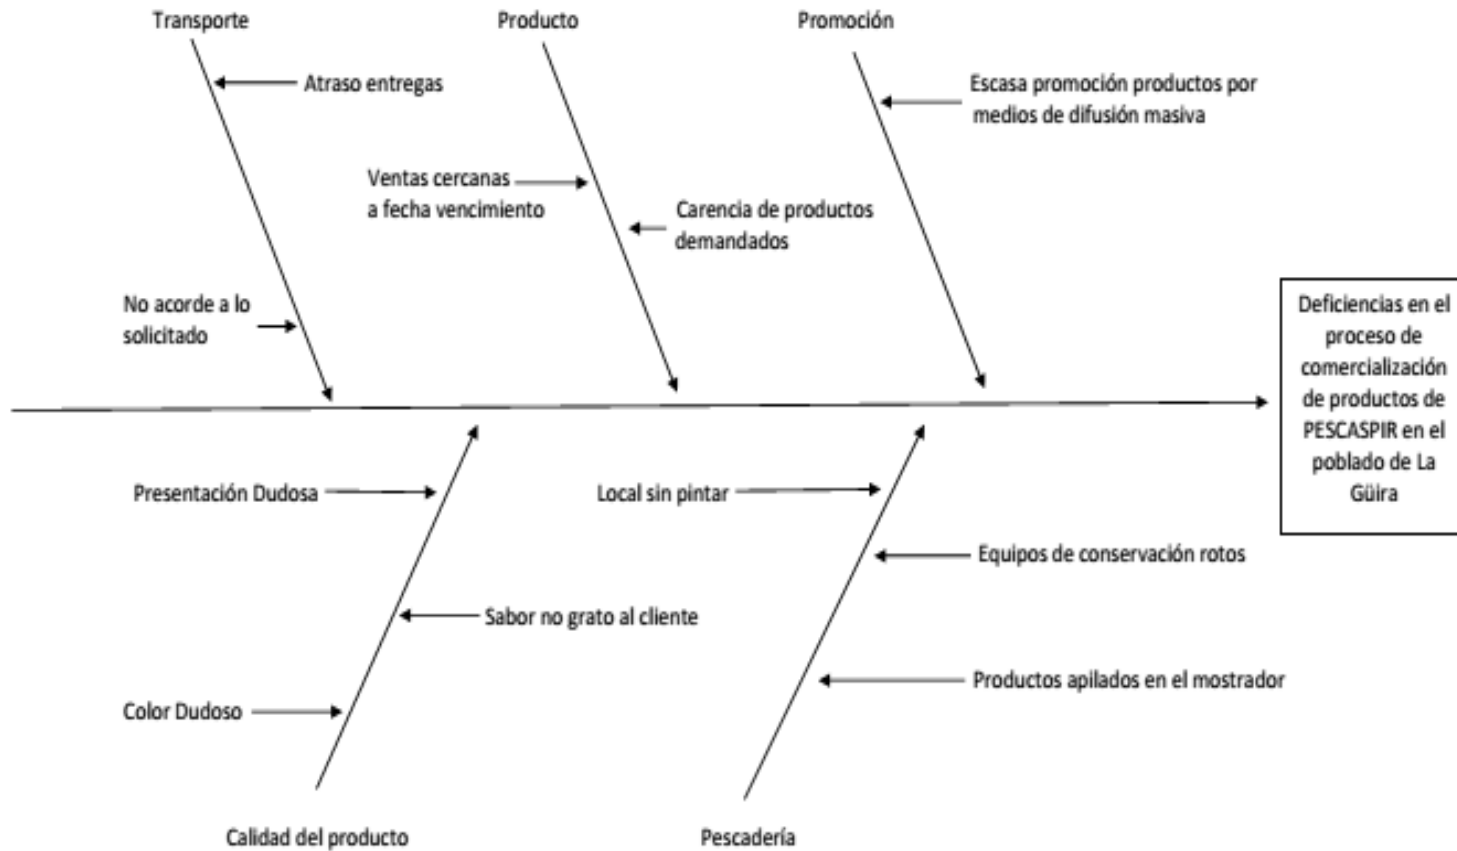 Transporte
Producto
Promoción
Atraso entregas
Escasa promoción productos por
medios de difusión masiva
Ventas cercanas
a fecha vencimiento
Carencia de productos
demandados
No acorde a lo
solicitado
Deficiencias en el
proceso de
comercialización
de productos de
PESCASPIR en el
poblado de La
Güira
Presentación Dudosa
Local sin pintar
Equipos de conservación rotos
Sabor no grato al cliente
Productos apilados en el mostrador
Color Dudoso
Calidad del producto
Pescadería